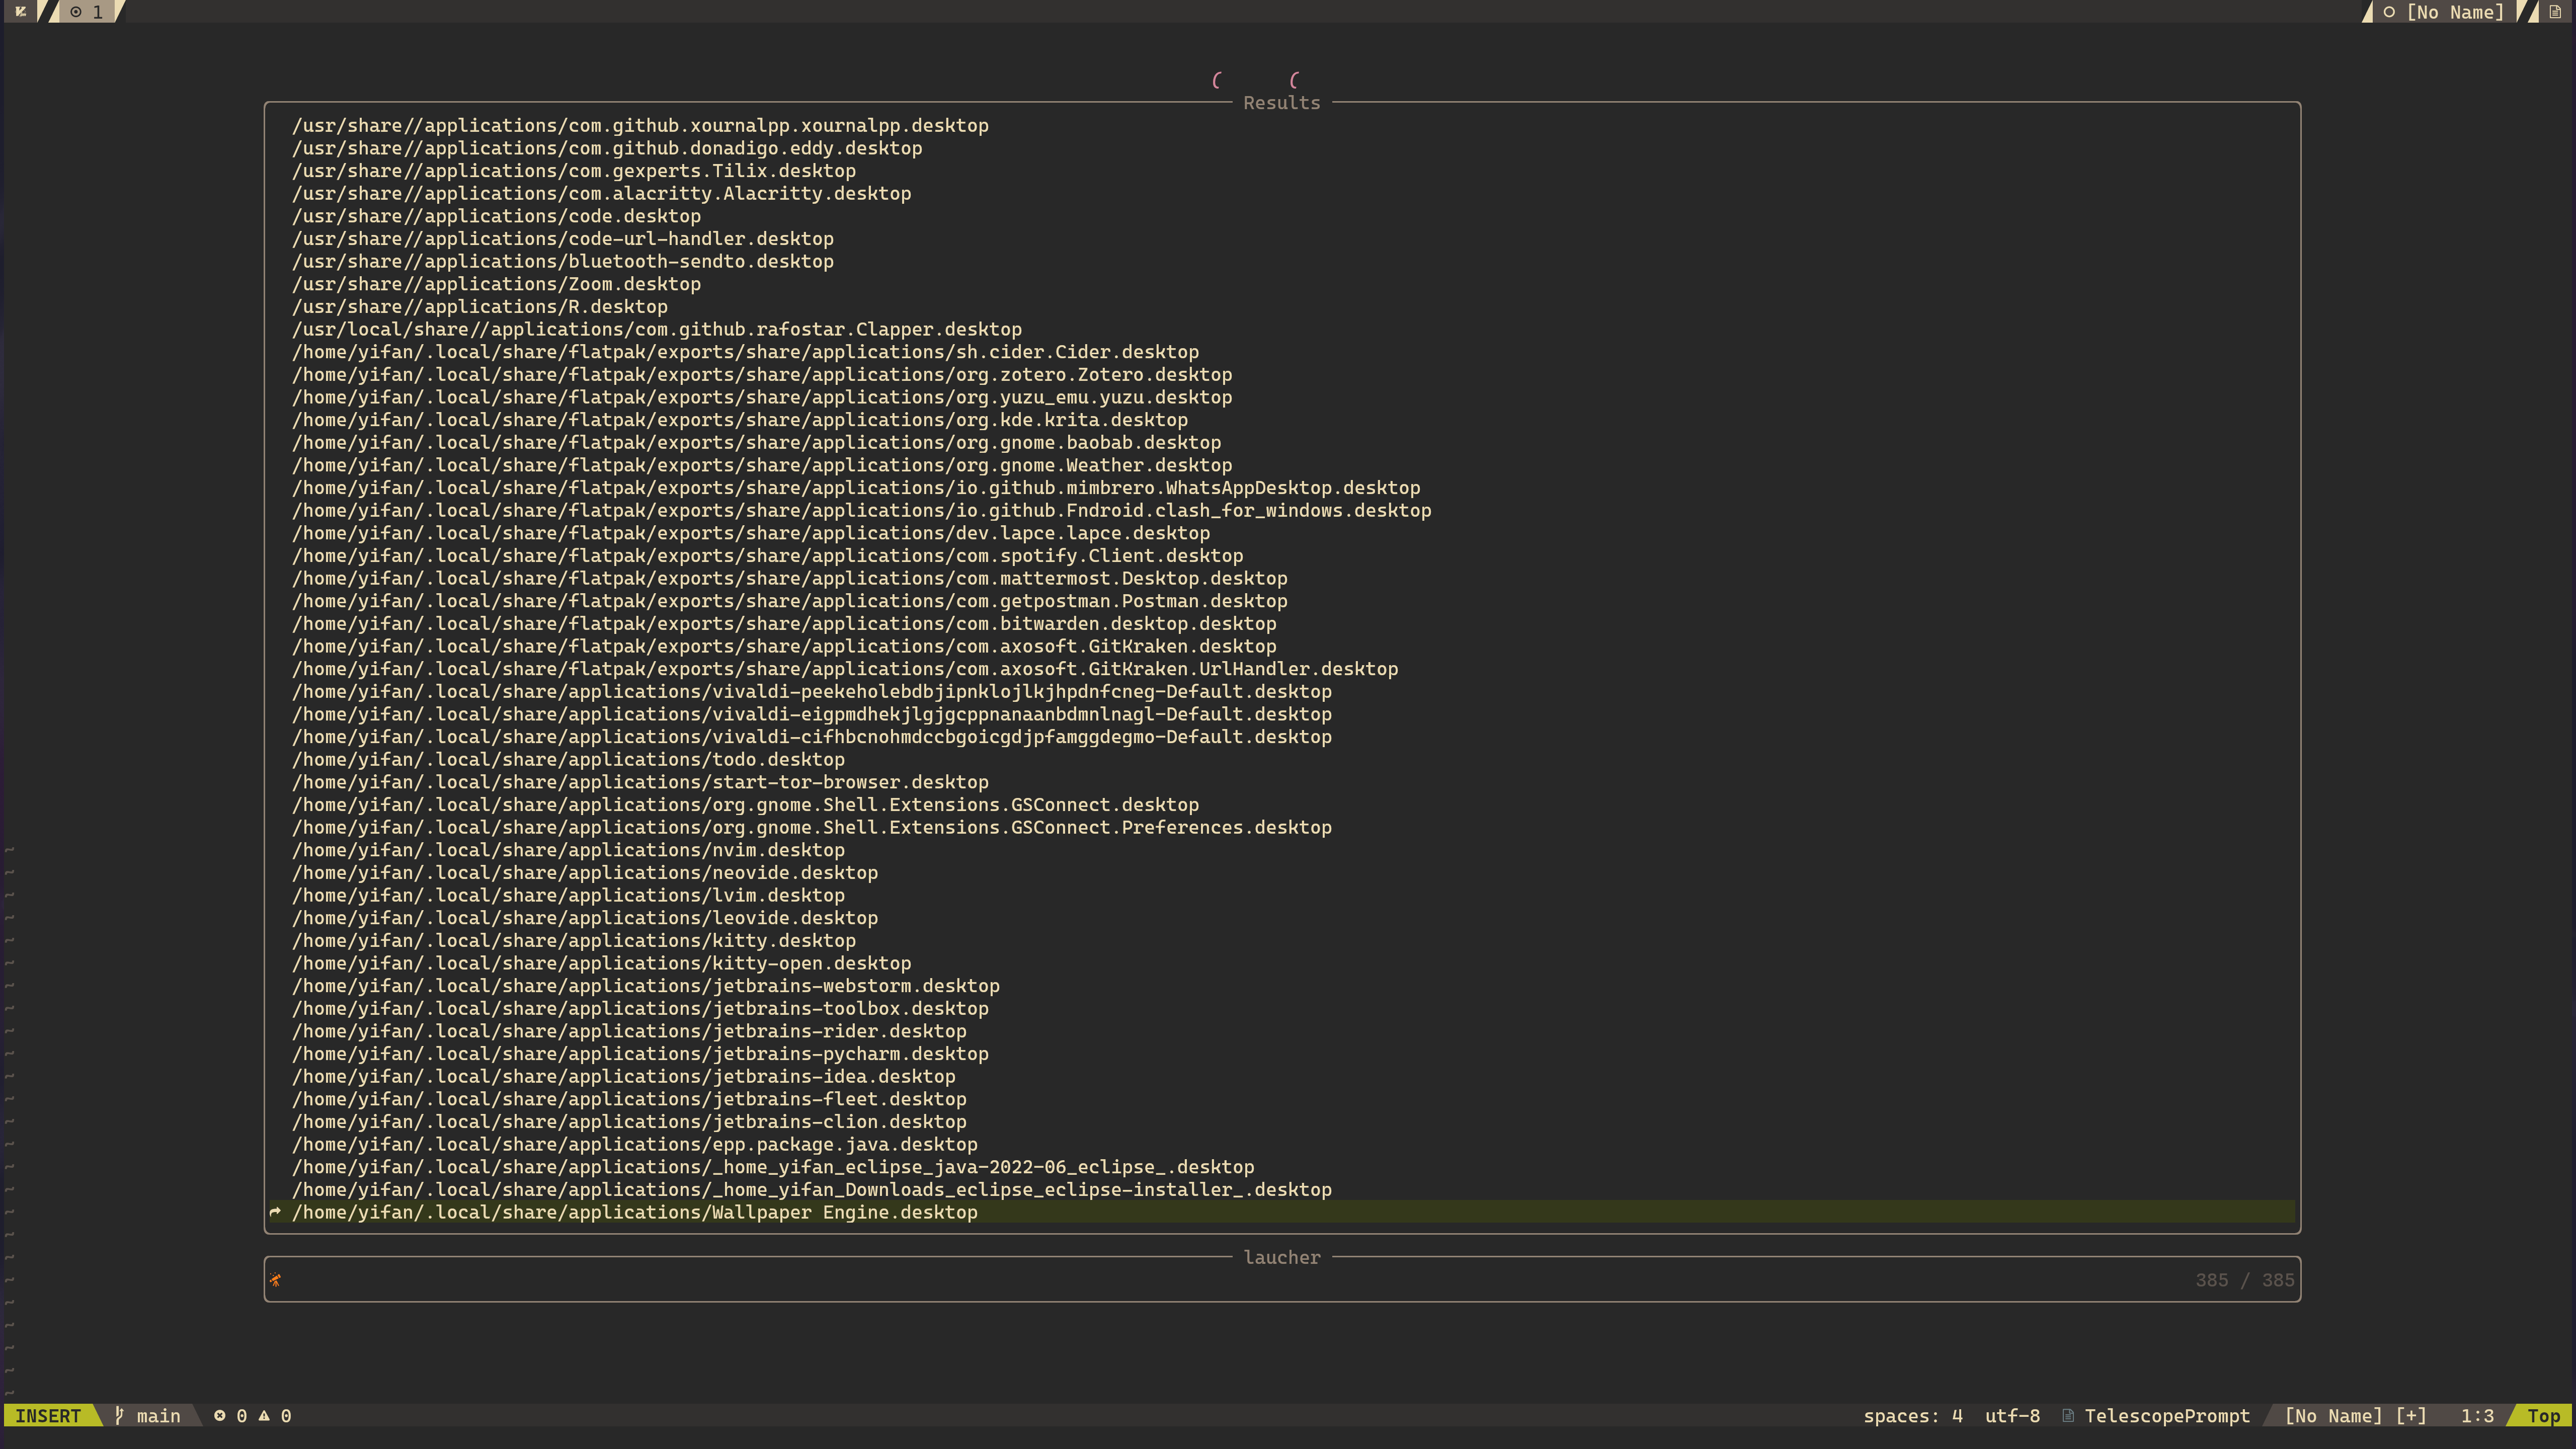 1 [No Name]
Results
/usr/share//applications/com.github.xournalpp.xournalpp.desktop
/usr/share//applications/com.github.donadigo.eddy.desktop
/usr/share//applications/com.gexperts.Tilix.desktop
/usr/share//applications/com.alacritty.Alacritty.desktop
/usr/share//applications/code.desktop
/usr/share//applications/code-url-handler.desktop
/usr/share//applications/bluetooth-sendto.desktop
/usr/share//applications/Zoom.desktop
/usr/share//applications/R.desktop
/usr/local/share//applications/com.github.rafostar.Clapper.desktop
/home/yifan/.local/share/flatpak/exports/share/applications/sh.cider.Cider.desktop
/home/yifan/.local/share/flatpak/exports/share/applications/org.zotero.Zotero.desktop
/home/yifan/.local/share/flatpak/exports/share/applications/org.yuzu_emu.yuzu.desktop
/home/yifan/.local/share/flatpak/exports/share/applications/org.kde.krita.desktop
/home/yifan/.local/share/flatpak/exports/share/applications/org.gnome.baobab.desktop
/home/yifan/.local/share/flatpak/exports/share/applications/org.gnome.Weather.desktop
/home/yifan/.local/share/flatpak/exports/share/applications/io.github.mimbrero.WhatsAppDesktop.desktop
/home/yifan/.local/share/flatpak/exports/share/applications/io.github.Fndroid.clash_for_windows.desktop
/home/yifan/.local/share/flatpak/exports/share/applications/dev.lapce.lapce.desktop
/home/yifan/.local/share/flatpak/exports/share/applications/com.spotify.Client.desktop
/home/yifan/.local/share/flatpak/exports/share/applications/com.mattermost.Desktop.desktop
/home/yifan/.local/share/flatpak/exports/share/applications/com.getpostman.Postman.desktop
/home/yifan/.local/share/flatpak/exports/share/applications/com.bitwarden.desktop.desktop
/home/yifan/.local/share/flatpak/exports/share/applications/com.axosoft.GitKraken.desktop
/home/yifan/.local/share/flatpak/exports/share/applications/com.axosoft.GitKraken.UrlHandler.desktop
/home/yifan/.local/share/applications/vivaldi-peekeholebdbjipnklojlkjhpdnfcneg-Default.desktop
/home/yifan/.local/share/applications/vivaldi-eigpmdhekjlgjgcppnanaanbdmnlnagl-Default.desktop
/home/yifan/.local/share/applications/vivaldi-cifhbcnohmdccbgoicgdjpfamggdegmo-Default.desktop
/home/yifan/.local/share/applications/todo.desktop
/home/yifan/.local/share/applications/start-tor-browser.desktop
/home/yifan/.local/share/applications/org.gnome.Shell.Extensions.GSConnect.desktop
/home/yifan/.local/share/applications/org.gnome.Shell.Extensions.GSConnect.Preferences.desktop
/home/yifan/.local/share/applications/nvim.desktop
/home/yifan/.local/share/applications/neovide.desktop
/home/yifan/.local/share/applications/lvim.desktop
/home/yifan/.local/share/applications/leovide.desktop
/home/yifan/.local/share/applications/kitty.desktop
/home/yifan/.local/share/applications/kitty-open.desktop
/home/yifan/.local/share/applications/jetbrains-webstorm.desktop
/home/yifan/.local/share/applications/jetbrains-toolbox.desktop
/home/yifan/.local/share/applications/jetbrains-rider.desktop
/home/yifan/.local/share/applications/jetbrains-pycharm.desktop
/home/yifan/.local/share/applications/jetbrains-idea.desktop
/home/yifan/.local/share/applications/jetbrains-fleet.desktop
/home/yifan/.local/share/applications/jetbrains-clion.desktop
/home/yifan/.local/share/applications/epp.package.java.desktop
/home/yifan/.local/share/applications/_home_yifan_eclipse_java-2022-06_eclipse_.desktop
/home/yifan/.local/share/applications/_home_yifan_Downloads_eclipse_eclipse-installer_.desktop
/home/yifan/.local/share/applications/Wallpaper Engine.desktop
laucher
385 / 385
INSERT main 0 0 spaces: 4 utf-8 TelescopePrompt [No Name] [+] 1:3 Top